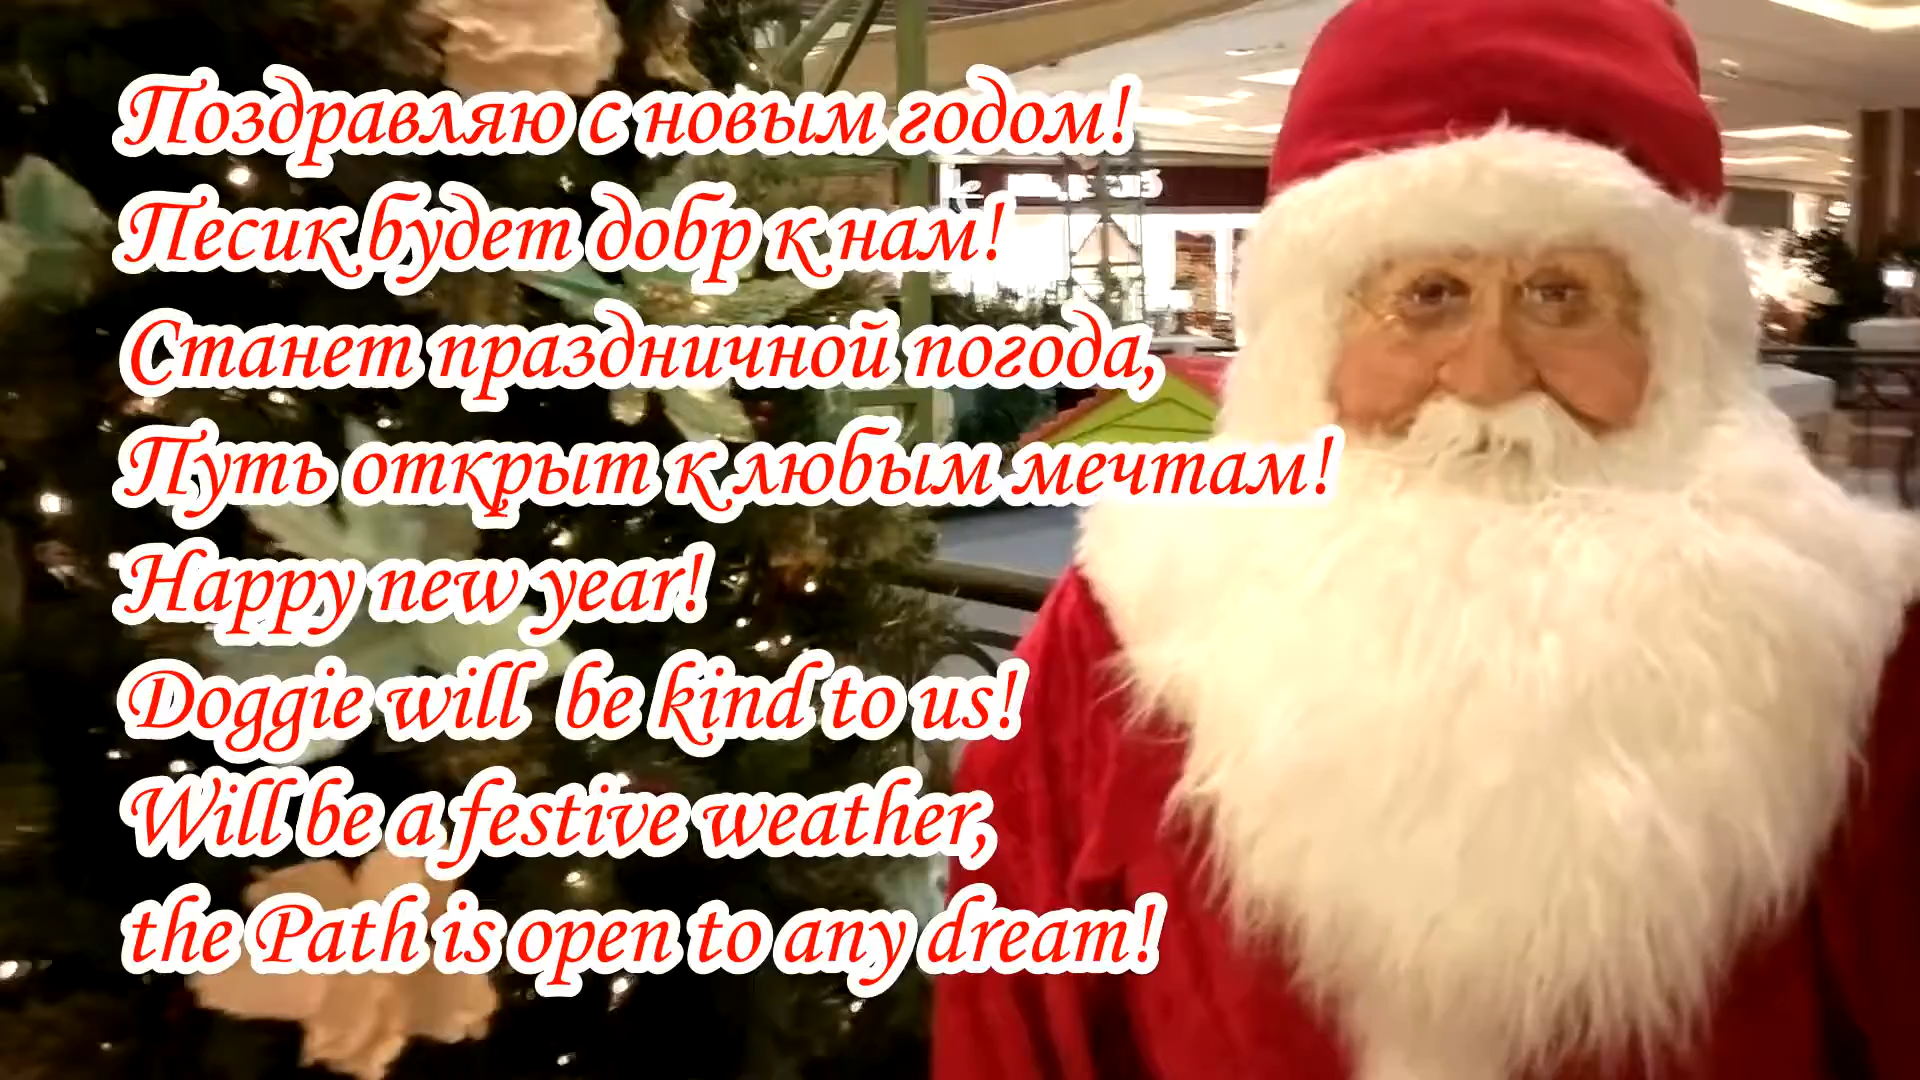 Поздравляю с новым годом!
Песик будет добр к нам!
Станет праздничной погода,
Путь открыт к любым мечтам!
Happy new year!
Doggie will be kind to us!
Will be a festive weather,
the Path is open to any dream!